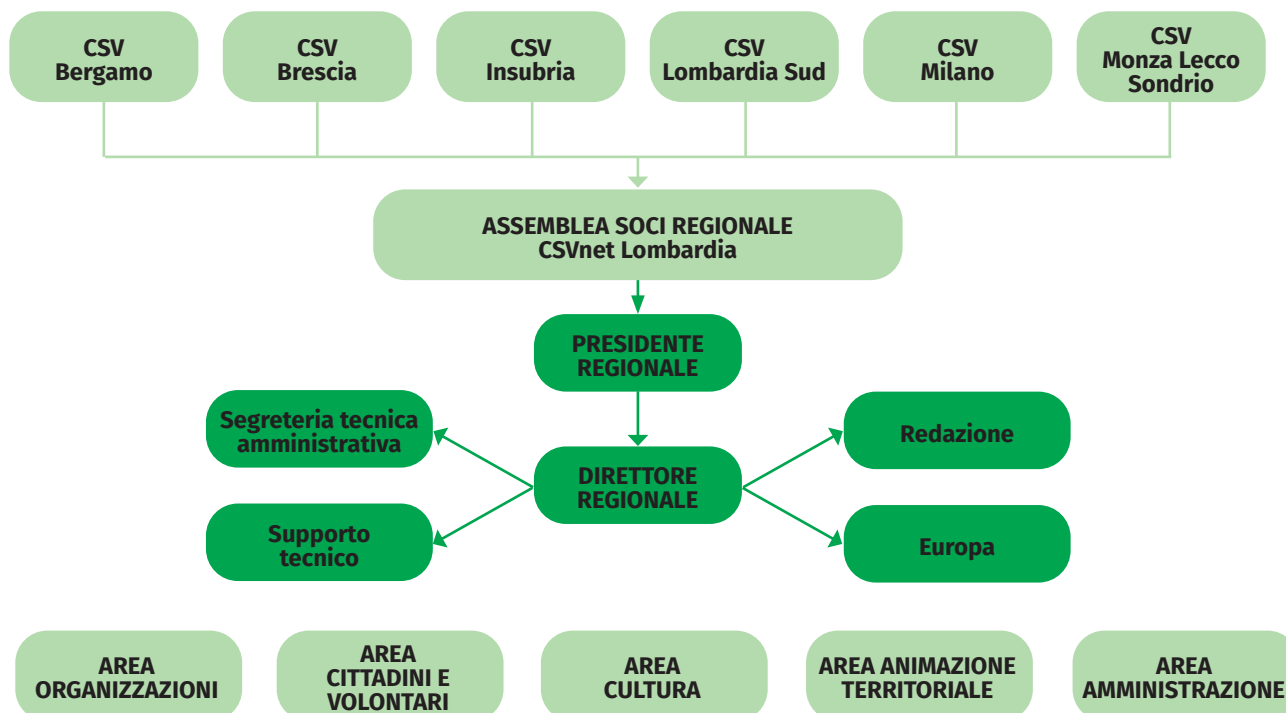 CSV
Bergamo
CSV
Brescia
CSV
Insubria
CSV
Lombardia Sud
CSV
Milano
CSV
Monza Lecco
Sondrio
ASSEMBLEA SOCI REGIONALE
CSVnet Lombardia
PRESIDENTE
REGIONALE
Segreteria tecnica
amministrativa
Redazione
DIRETTORE
REGIONALE
Supporto
tecnico
Europa
AREA
ORGANIZZAZIONI
AREA
CITTADINI E
VOLONTARI
AREA
CULTURA
AREA ANIMAZIONE
TERRITORIALE
AREA
AMMINISTRAZIONE